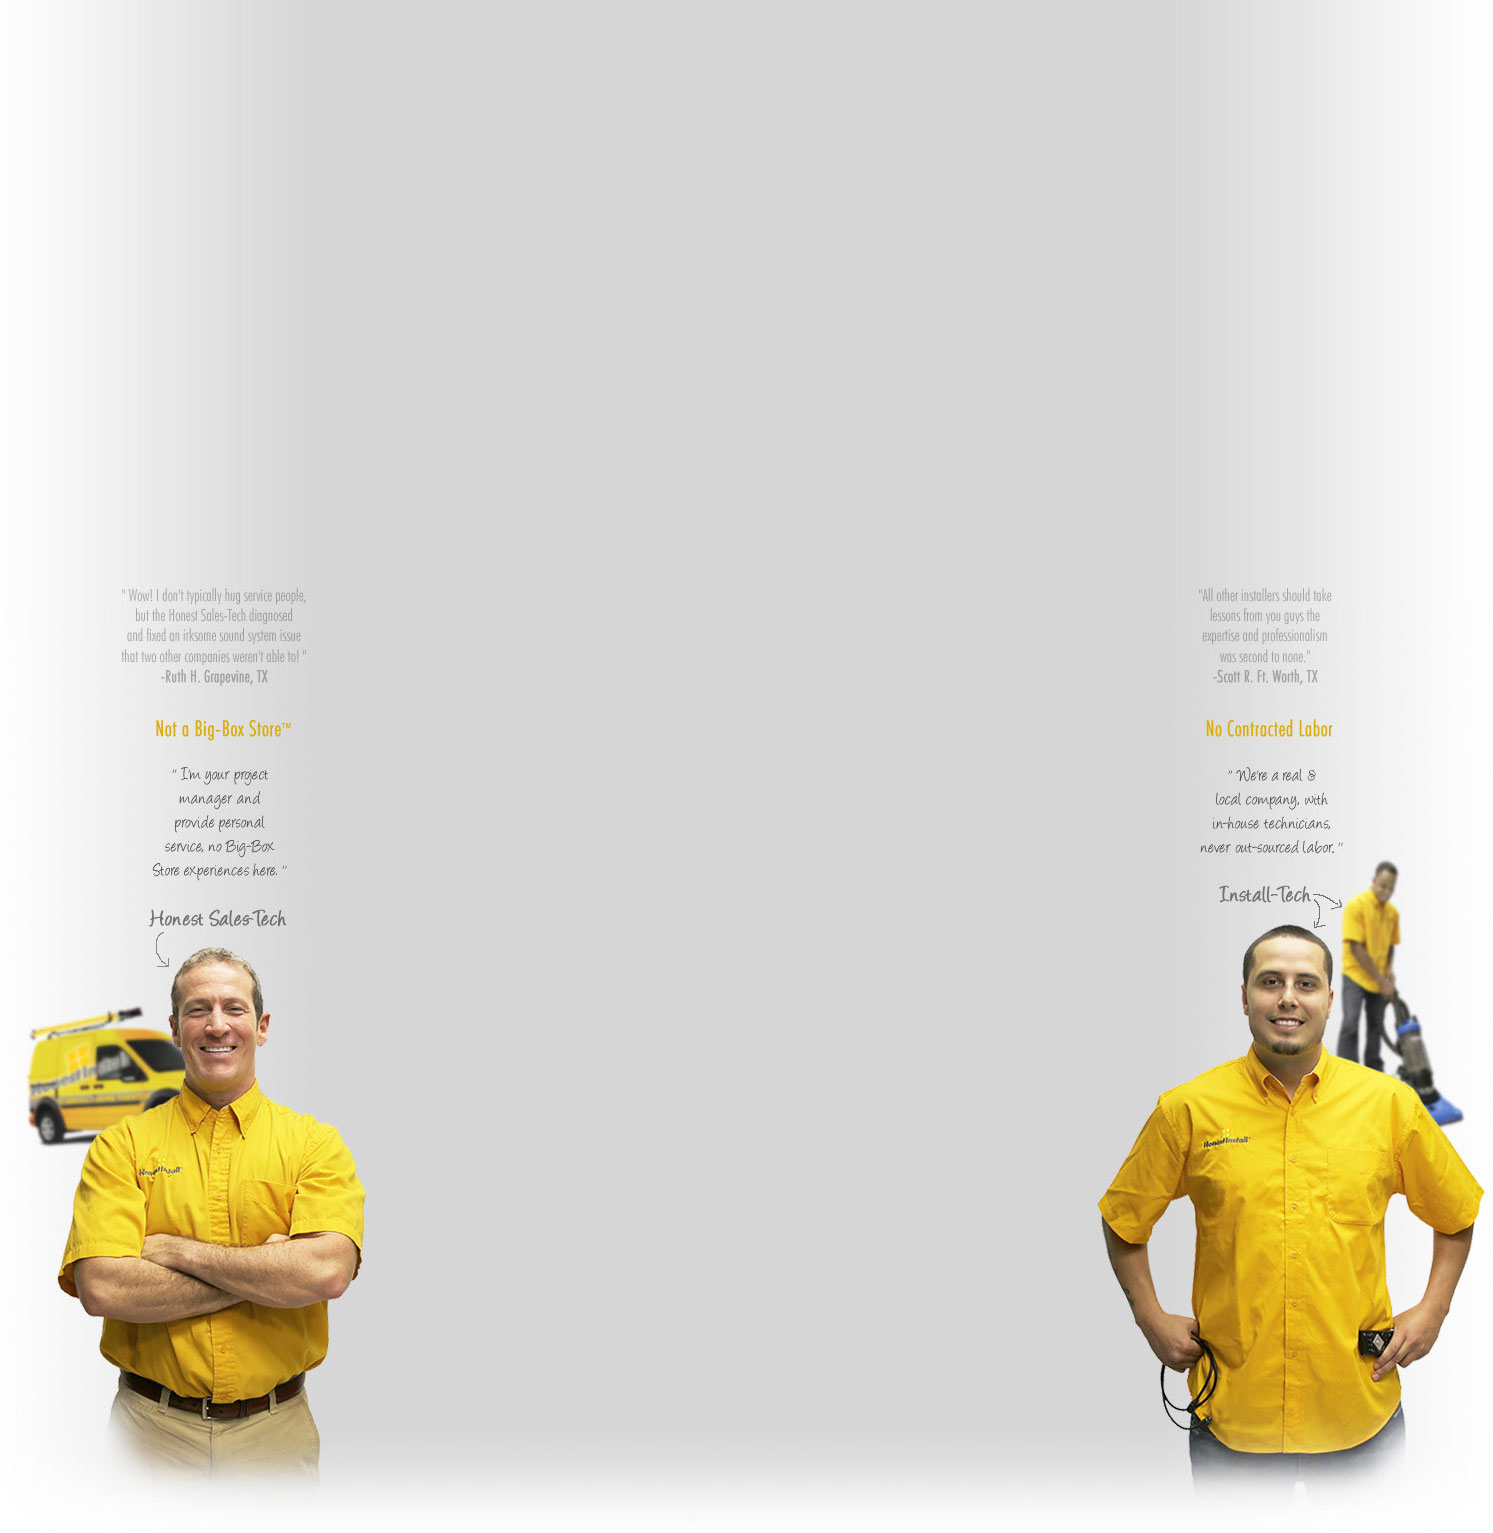 " Wow! I don't typically hug service people,
but the Honest Sales-Tech diagnosed
and fixed an irksome sound system issue
that two other companies weren't able to! "
-Ruth H. Grapevine, TX
Not a Big-Box Store™
" I'm your project
manager and
provide personal
service, no Big-Box
Store experiences here. "
Honest Sales-Tech
HonestInstall
HonestInstall
"All other installers should take
lessons from you guys the
expertise and professionalism
was second to none."
-Scott R. Ft. Worth, TX
No Contracted Labor
" We're a real &
local company, with
in-house technicians,
never out-sourced labor. "
Install-Tech
HonestInstall